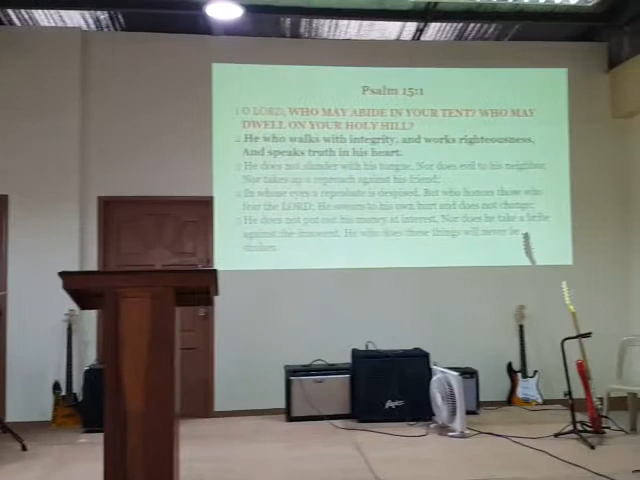 Psalm 15:1
1 O LORD, WHO MAY ABIDE IN YOUR TENT? WHO MAY
DWELL ON YOUR HOLY HILL?
2 He who walks with integrity, and works righteousness,
And speaks truth in his heart.
3 He does not slander with his tongue, Nor does evil to his neighbor,
Nor takes up a reproach against his friend;
4 In whose eyes a reprobate is despised, But who honors those who
fear the LORD; He swears to his own hurt and does not change;
5 He does not put out his money at interest, Nor does he take a bribe
against the innocent. He who does these things will never be